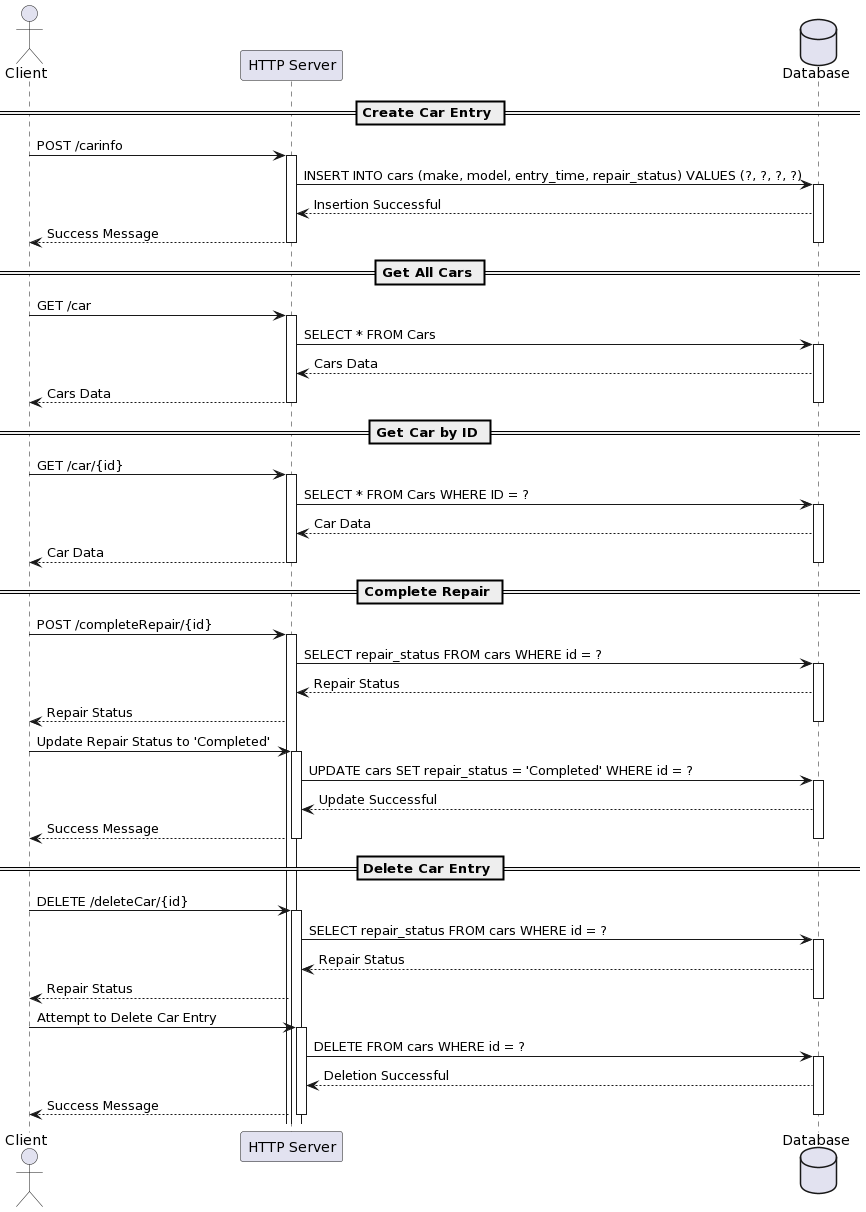 Client
HTTP Server
Database
Create Car Entry
POST /carinfo
INSERT INTO cars (make, model, entry_time, repair_status) VALUES (?, ?, ?, ?)
Insertion Successful
Success Message
Get All Cars
GET /car
SELECT * FROM Cars
Cars Data
Cars Data
Get Car by ID
GET /car/{id}
SELECT * FROM Cars WHERE ID = ?
Car Data
Car Data
Complete Repair
POST /completeRepair/{id}
SELECT repair_status FROM cars WHERE id = ?
Repair Status
Repair Status
Update Repair Status to 'Completed'
UPDATE cars SET repair_status = 'Completed' WHERE id = ?
Update Successful
Success Message
Delete Car Entry
DELETE /deleteCar/{id}
SELECT repair_status FROM cars WHERE id = ?
Repair Status
Repair Status
Attempt to Delete Car Entry
DELETE FROM cars WHERE id = ?
Deletion Successful
Success Message
Client
HTTP Server
Database